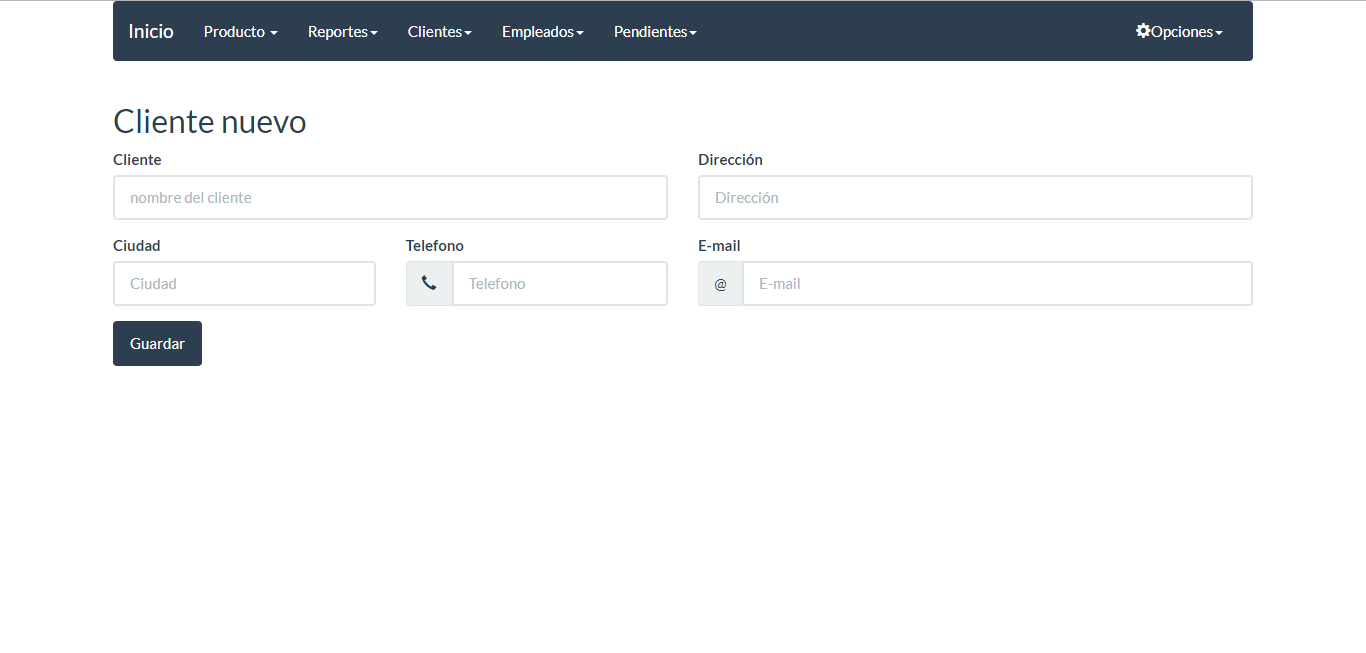 Inicio Producto Reportes Clientes Empleados Pendientes Opciones
Cliente nuevo
Cliente Dirección
nombre del cliente Dirección
Ciudad Telefono E-mail
Ciudad Telefono @ E-mail
Guardar